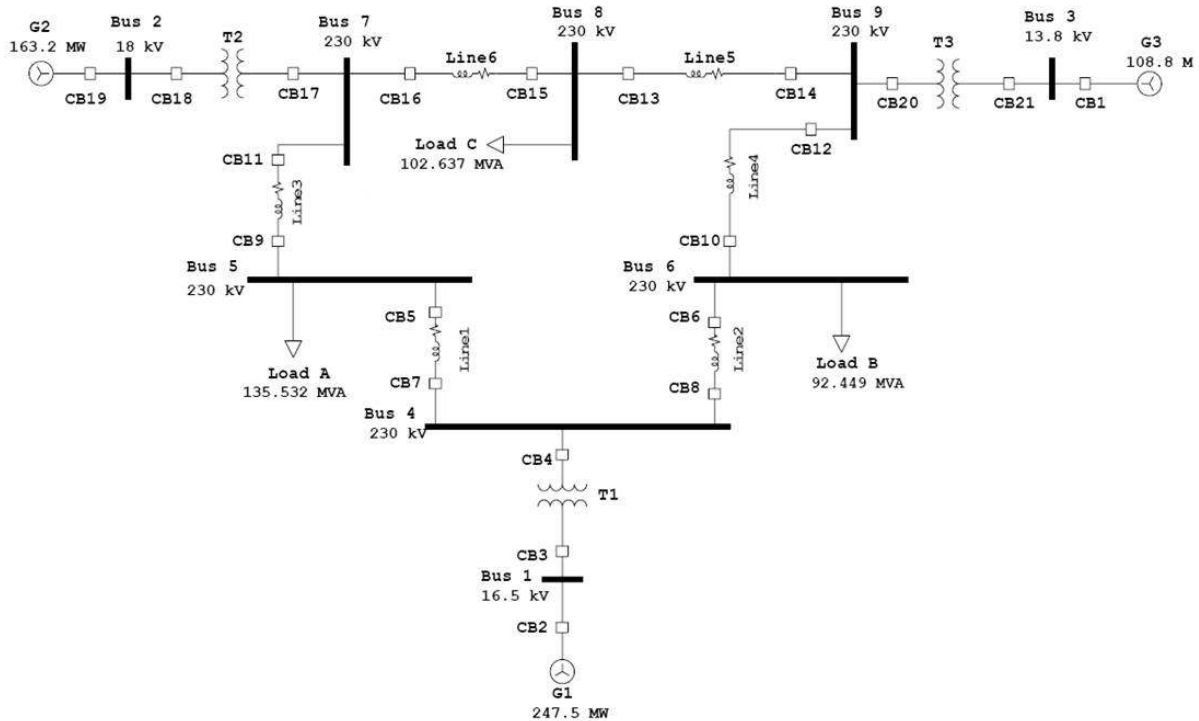 G2
163.2 MW
Bus 2
18 kV
T2
Bus 7
230 kV
Line6
Bus 8
230 kV
Line5
Bus 9
230 kV
T3
Bus 3
13.8 kV
G3
108.8 M
CB19
CB18
CB17
CB16
CB15
CB13
CB14
CB20
CB21
CB1
Load C
102.637 MVA
CB11
Line3
CB9
CB12
Line4
CB10
Bus 5
230 kV
Bus 6
230 kV
CB5
Line1
CB7
CB6
Line2
CB8
Load A
135.532 MVA
Load B
92.449 MVA
Bus 4
230 kV
CB4
T1
CB3
Bus 1
16.5 kV
CB2
G1
247.5 MW